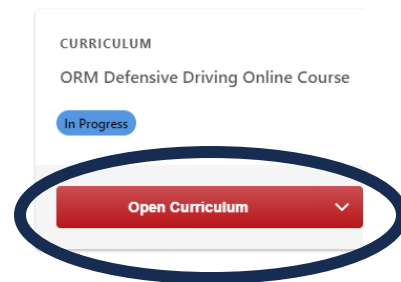 CURRICULUM
ORM Defensive Driving Online Course
In Progress
Open Curriculum